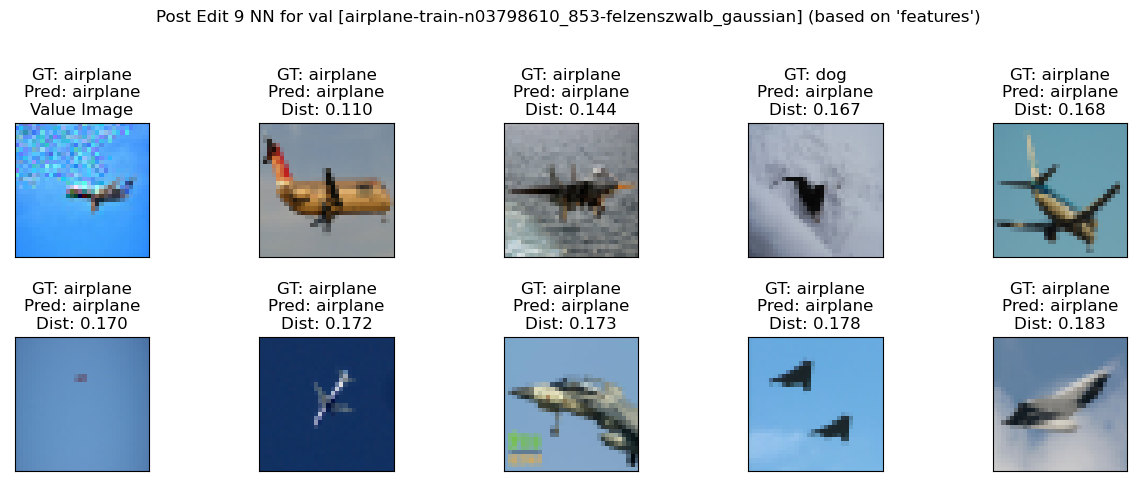 Post Edit 9 NN for val [airplane-train-n03798610_853-felzenszwalb_gaussian] (based on 'features')
GT: airplane
Pred: airplane
Value Image
GT: airplane
Pred: airplane
Dist: 0.110
GT: airplane
Pred: airplane
Dist: 0.144
GT: dog
Pred: airplane
Dist: 0.167
GT: airplane
Pred: airplane
Dist: 0.168
GT: airplane
Pred: airplane
Dist: 0.170
GT: airplane
Pred: airplane
Dist: 0.172
GT: airplane
Pred: airplane
Dist: 0.173
GT: airplane
Pred: airplane
Dist: 0.178
GT: airplane
Pred: airplane
Dist: 0.183